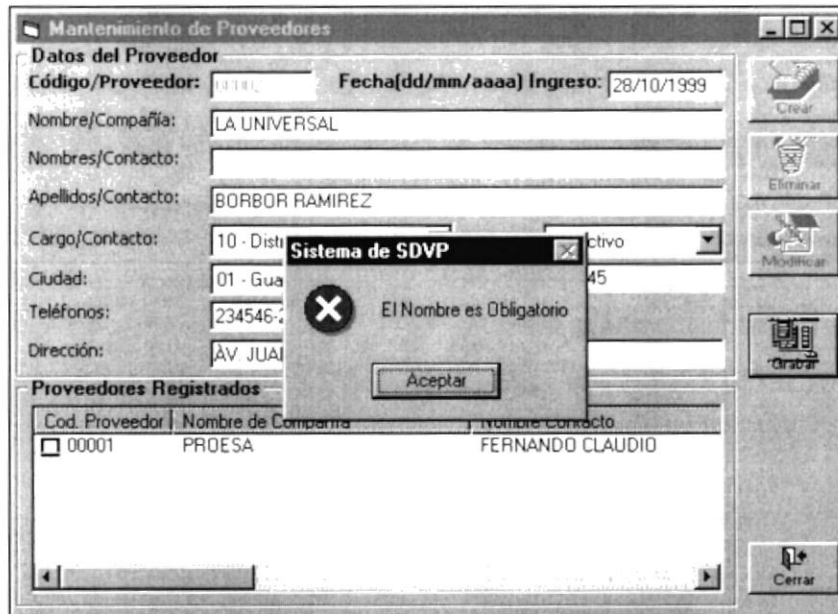 Mantenimiento de Proveedores
Datos del Proveedor
Código/Proveedor: Fecha(dd/mm/aaaa) Ingreso: 28/10/1999
Crear
Nombre/Compañía: LA UNIVERSAL
Nombres/Contacto:
Eliminar
Apellidos/Contacto: BORBOR RAMIREZ
Cargo/Contacto: 10 - Distr ctivo
Modificar
Sistema de SDVP
Ciudad: 01 - Gua 45
El Nombre es Obligatorio
Teléfonos: 234546-2
Grabar
Dirección: ÀV. JUAN
Aceptar
Proveedores Registrados
Cod. Proveedor Nombre de Compañía Nombre Contacto
00001 PROESA FERNANDO CLAUDIO
Cerrar